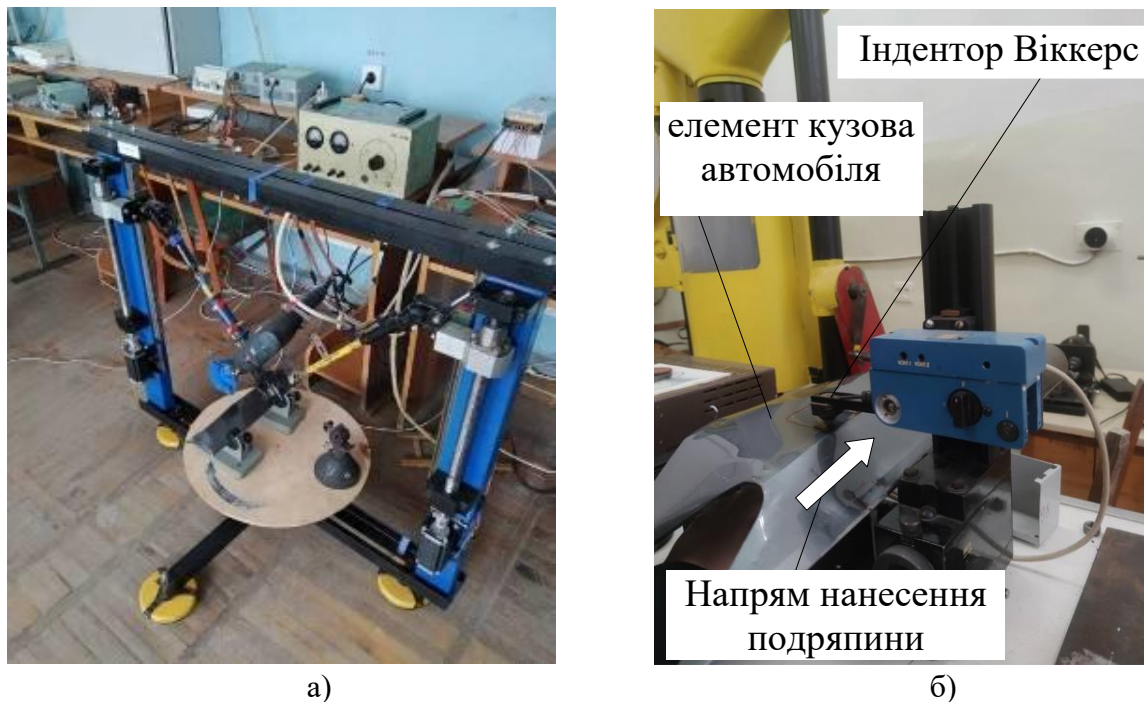 Індентор Віккерс
елемент кузова
автомобіля
Напрям нанесення
подряпини
а)
б)